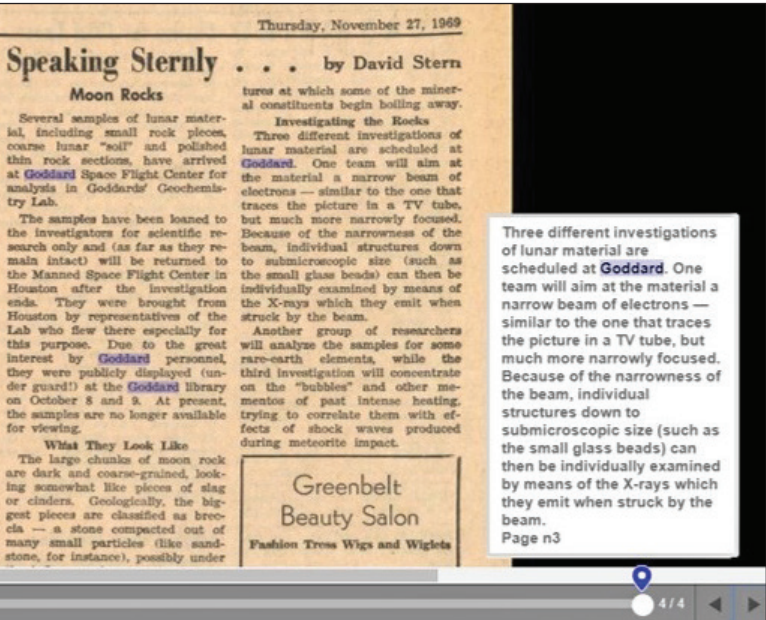 Thursday, November 27, 1969
Speaking Sternly . . . by David Stern
Moon Rocks
Several samples of lunar mater-
ial, including small rock pieces,
coarse lunar "soil" and polished
thin rock sections, have arrived
at Goddard Space Flight Center for
analysis in Goddards' Geochemis-
try Lab.
The samples have been loaned to
the investigators for scientific re-
search only and (as far as they re-
main intact) will be returned to
the Manned Space Flight Center in
Houston after the investigation
ends. They were brought from
Houston by representatives of the
Lab who flew there especially for
this purpose. Due to the great
interest by Goddard personnel,
they were publicly displayed (un-
der guard!) at the Goddard library
on October 8 and 9. At present,
the samples are no longer available
for viewing.
What They Look Like
The large chunks of moon rock
are dark and coarse-grained, look-
ing somewhat like pieces of slag
or cinders. Geologically, the big-
gest pieces are classified as brec-
cia — a stone compacted out of
many small particles (like sand-
stone, for instance), possibly under
tures at which some of the miner-
al constituents begin boiling away.
Investigating the Rocks
Three different investigations of
lunar material are scheduled at
Goddard. One team will aim at
the material a narrow beam of
electrons — similar to the one that
traces the picture in a TV tube,
but much more narrowly focused.
Because of the narrowness of the
beam, individual structures down
to submicroscopic size (such as
the small glass beads) can then be
individually examined by means of
the X-rays which they emit when
struck by the beam.
Another group of researchers
will analyze the samples for some
rare-earth elements, while the
third investigation will concentrate
on the "bubbles" and other me-
mentos of past intense heating,
trying to correlate them with ef-
fects of shock waves produced
during meteorite impact.
Greenbelt
Beauty Salon
Fashion Tress Wigs and Wiglets
Three different investigations
of lunar material are
scheduled at Goddard. One
team will aim at the material a
narrow beam of electrons —
similar to the one that traces
the picture in a TV tube, but
much more narrowly focused.
Because of the narrowness of
the beam, individual
structures down to
submicroscopic size (such as
the small glass beads) can
then be individually examined
by means of the X-rays which
they emit when struck by the
beam.
Page n3
4 / 4